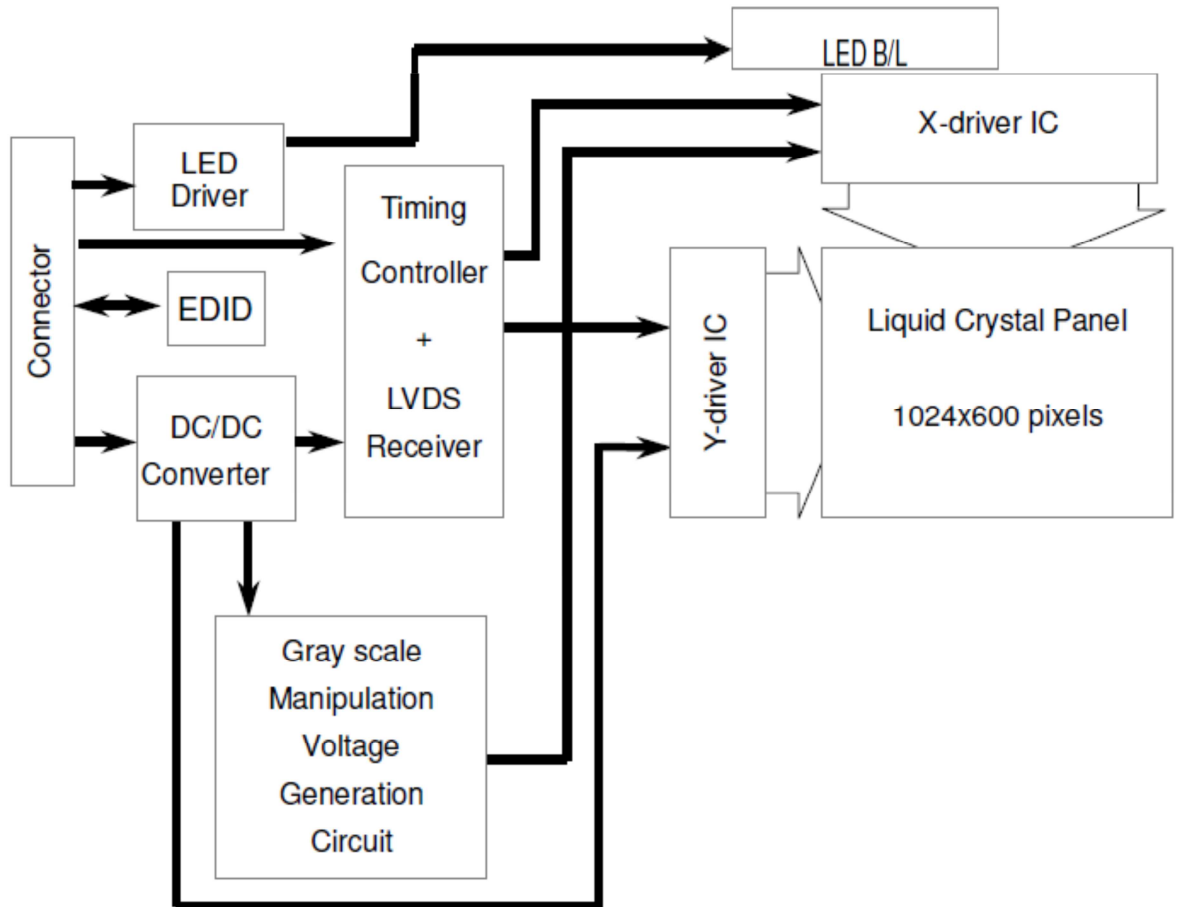 LED B/L
X-driver IC
LED
Driver
Connector
EDID
DC/DC
Converter
Timing
Controller
+
LVDS
Receiver
Y-driver IC
Liquid Crystal Panel
1024x600 pixels
Gray scale
Manipulation
Voltage
Generation
Circuit